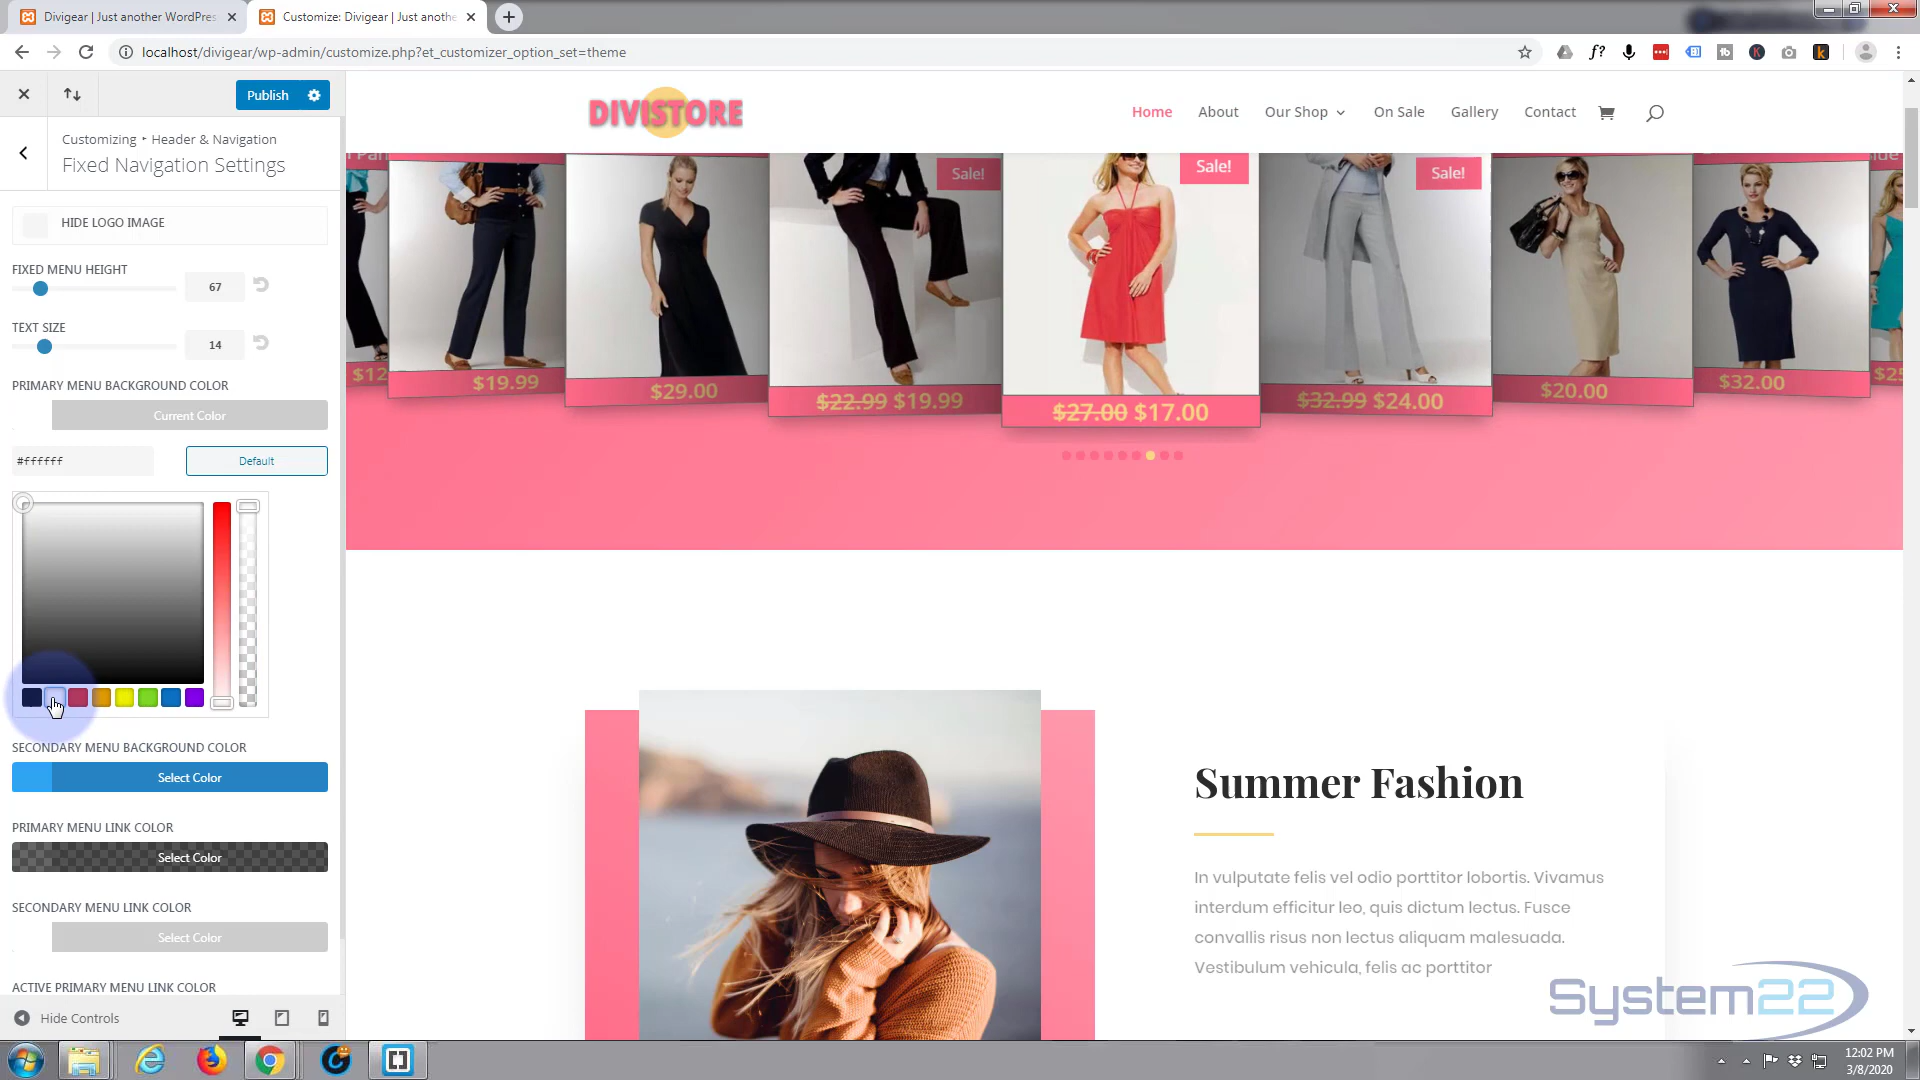 Divigear | Just another WordPres
Customize: Divigear | Just anothe
localhost/divigear/wp-admin/customize.php?et_customizer_option_set=theme
Publish
Customizing ▸ Header & Navigation
Fixed Navigation Settings
HIDE LOGO IMAGE
FIXED MENU HEIGHT
67
TEXT SIZE
14
PRIMARY MENU BACKGROUND COLOR
Current Color
#ffffff
Default
SECONDARY MENU BACKGROUND COLOR
Select Color
PRIMARY MENU LINK COLOR
Select Color
SECONDARY MENU LINK COLOR
Select Color
ACTIVE PRIMARY MENU LINK COLOR
Hide Controls
DIVISTORE
Home About Our Shop On Sale Gallery Contact
Sale! Sale! Sale!
$12 $19.99 $29.00 $22.99 $19.99 $27.00 $17.00 $32.99 $24.00 $20.00 $32.00 $25
Summer Fashion
In vulputate felis vel odio porttitor lobortis. Vivamus
interdum efficitur leo, quis dictum lectus. Fusce
convallis risus non lectus aliquam malesuada.
Vestibulum vehicula, felis ac porttitor
System22
12:02 PM
3/8/2020